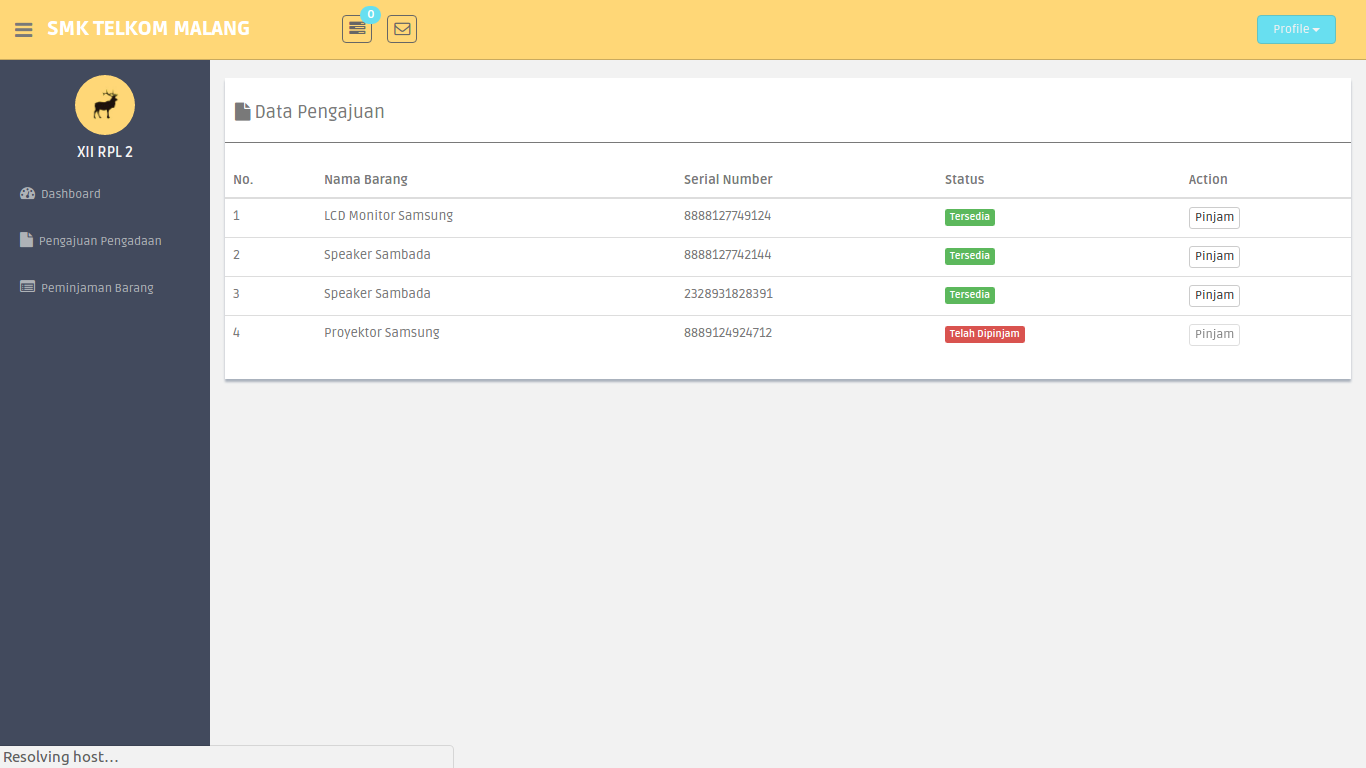 SMK TELKOM MALANG
0
Profile
XII RPL 2
Dashboard
Pengajuan Pengadaan
Peminjaman Barang
Data Pengajuan
No. Nama Barang Serial Number Status Action
1 LCD Monitor Samsung 8888127749124 Tersedia Pinjam
2 Speaker Sambada 8888127742144 Tersedia Pinjam
3 Speaker Sambada 2328931828391 Tersedia Pinjam
4 Proyektor Samsung 8889124924712 Telah Dipinjam Pinjam
Resolving host…